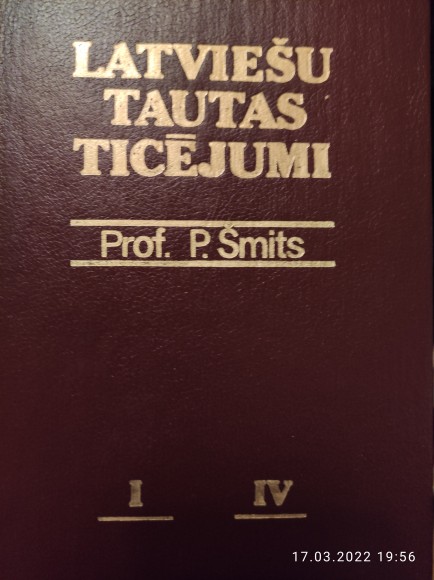 LATVIEŠU
TAUTAS
TICĒJUMI
Prof. P. Šmits
I IV
17.03.2022 19:56